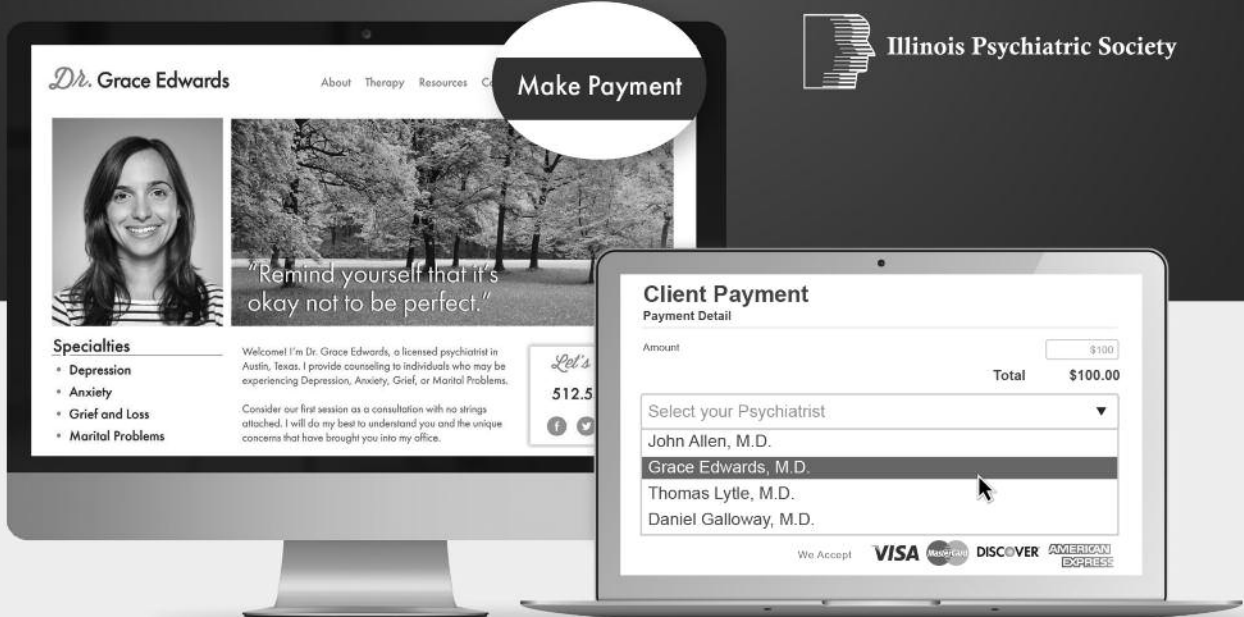 Illinois Psychiatric Society
Dr. Grace Edwards
About Therapy Resources
Make Payment
"Remind yourself that it's
okay not to be perfect."
Specialties
• Depression
• Anxiety
• Grief and Loss
• Marital Problems
Welcome! I'm Dr. Grace Edwards, a licensed psychiatrist in
Austin, Texas. I provide counseling to individuals who may be
experiencing Depression, Anxiety, Grief, or Marital Problems.
Consider our first session as a consultation with no strings
attached. I will do my best to understand you and the unique
concerns that have brought you into my office.
Let's
512.5
Client Payment
Payment Detail
Amount
$100
Total $100.00
Select your Psychiatrist
John Allen, M.D.
Grace Edwards, M.D.
Thomas Lytle, M.D.
Daniel Galloway, M.D.
We Accept VISA MasterCard DISCOVER AMERICAN
EXPRESS